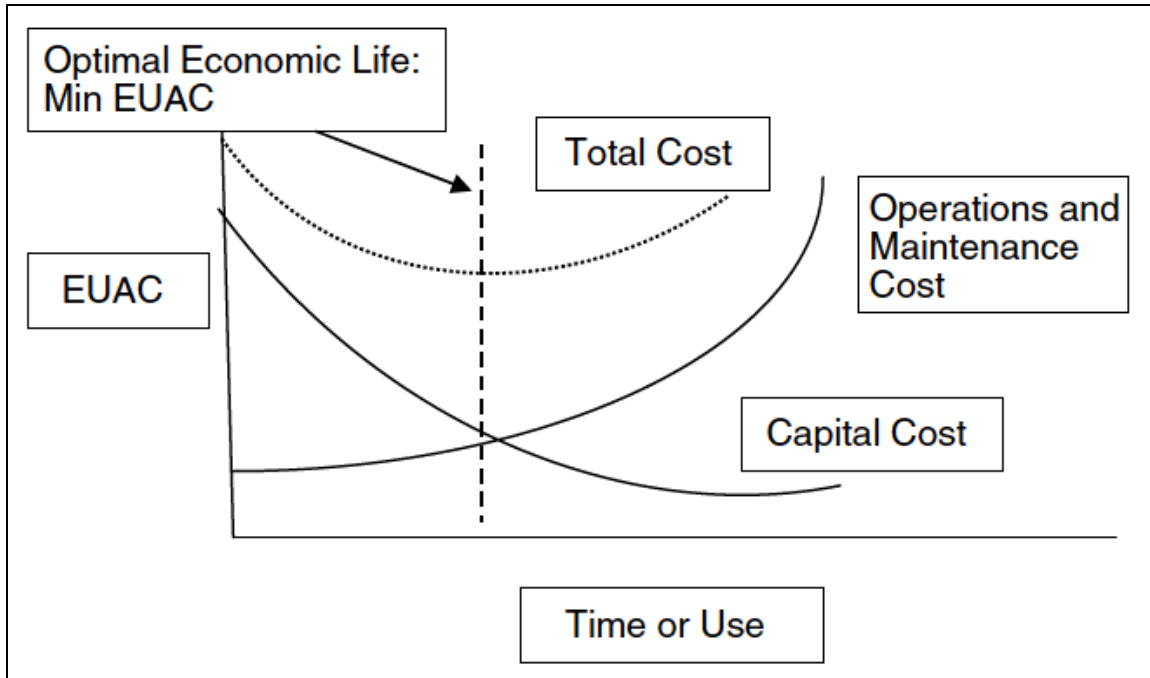 Optimal Economic Life:
Min EUAC
Total Cost
Operations and
Maintenance
Cost
EUAC
Capital Cost
Time or Use